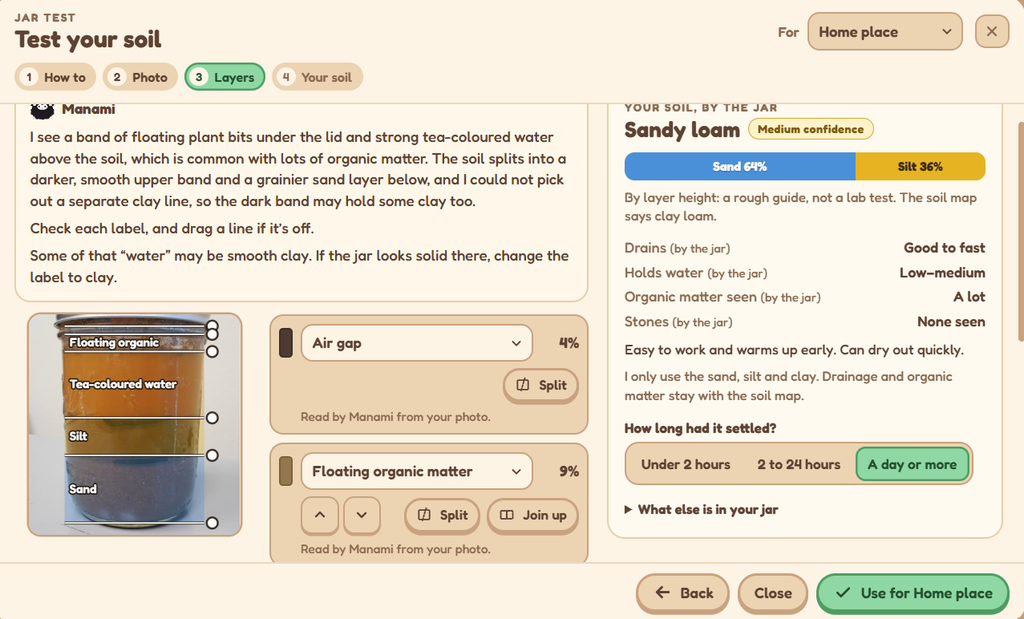 JAR TEST
Test your soil
For
Home place
1 How to
2 Photo
3 Layers
4 Your soil
Manami
I see a band of floating plant bits under the lid and strong tea-coloured water
above the soil, which is common with lots of organic matter. The soil splits into a
darker, smooth upper band and a grainier sand layer below, and I could not pick
out a separate clay line, so the dark band may hold some clay too.
Check each label, and drag a line if it's off.
Some of that “water” may be smooth clay. If the jar looks solid there, change the
label to clay.
Floating organic
Tea-coloured water
Silt
Sand
Air gap
4%
Split
Read by Manami from your photo.
Floating organic matter
9%
Split
Join up
Read by Manami from your photo.
YOUR SOIL, BY THE JAR
Sandy loam
Medium confidence
Sand 64%
Silt 36%
By layer height: a rough guide, not a lab test. The soil map
says clay loam.
Drains (by the jar) Good to fast
Holds water (by the jar) Low–medium
Organic matter seen (by the jar) A lot
Stones (by the jar) None seen
Easy to work and warms up early. Can dry out quickly.
I only use the sand, silt and clay. Drainage and organic
matter stay with the soil map.
How long had it settled?
Under 2 hours
2 to 24 hours
A day or more
What else is in your jar
Back
Close
Use for Home place